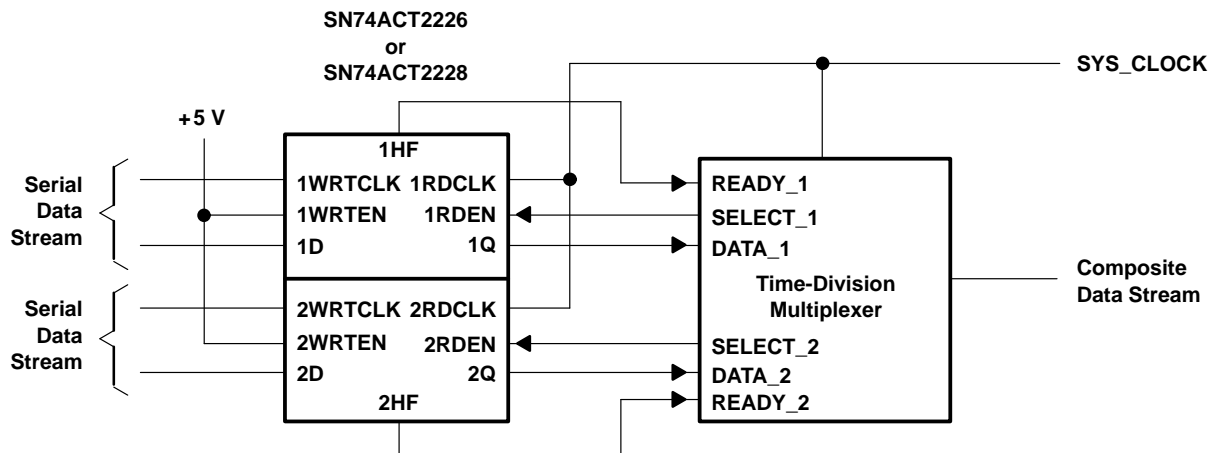 SN74ACT2226
or
SN74ACT2228
SYS_CLOCK
+5 V
1HF
Serial
Data
Stream
1WRTCLK 1RDCLK
1WRTEN 1RDEN
1D 1Q
READY_1
SELECT_1
DATA_1
Time-Division
Multiplexer
Composite
Data Stream
Serial
Data
Stream
2WRTCLK 2RDCLK
2WRTEN 2RDEN
2D 2Q
2HF
SELECT_2
DATA_2
READY_2